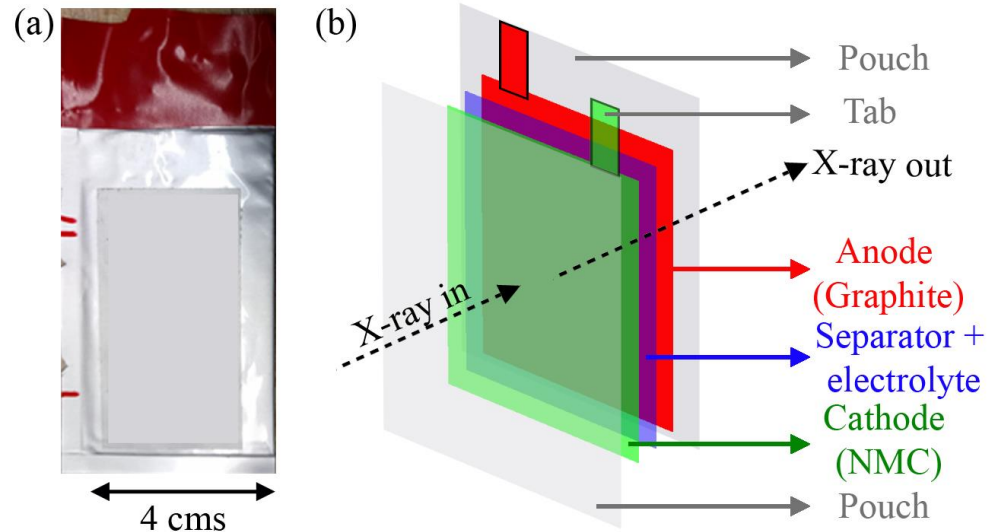 (a)
4 cms
(b)
Pouch
Tab
X-ray out
X-ray in
Anode
(Graphite)
Separator +
electrolyte
Cathode
(NMC)
Pouch